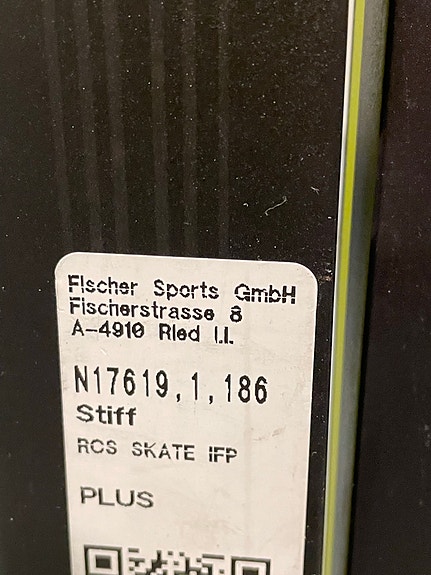 Fischer Sports GmbH
Fischerstrasse 8
A-4910 Ried I.I.
N17619,1,186
Stiff
RCS SKATE IFP
PLUS